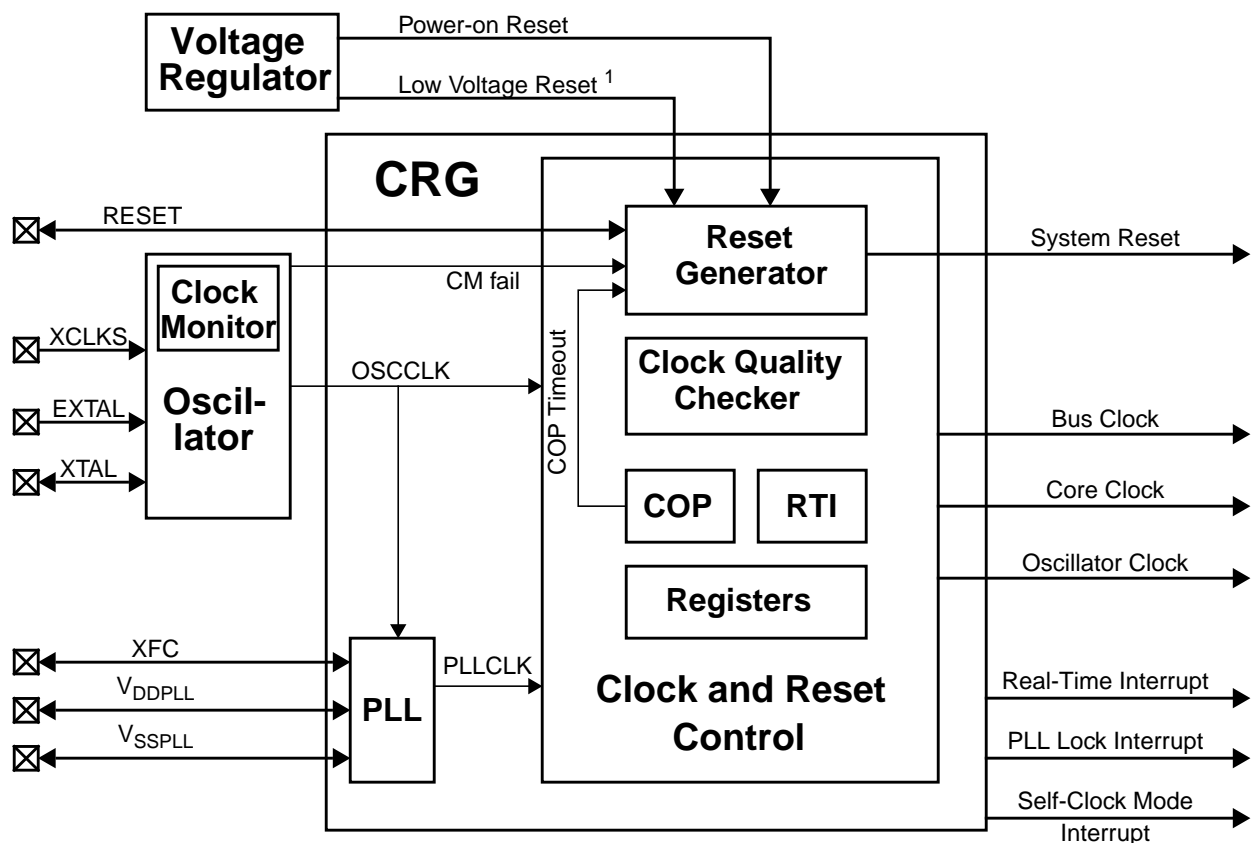 Voltage
Regulator
Power-on Reset
Low Voltage Reset 1
CRG
RESET
Reset
Generator
System Reset
CM fail
Clock
Monitor
XCLKS
OSCCLK
Clock Quality
Checker
COP Timeout
EXTAL
Oscil-
lator
Bus Clock
XTAL
COP
RTI
Core Clock
Oscillator Clock
Registers
XFC
VDDPLL
VSSPLL
PLL
PLLCLK
Clock and Reset
Control
Real-Time Interrupt
PLL Lock Interrupt
Self-Clock Mode
Interrupt